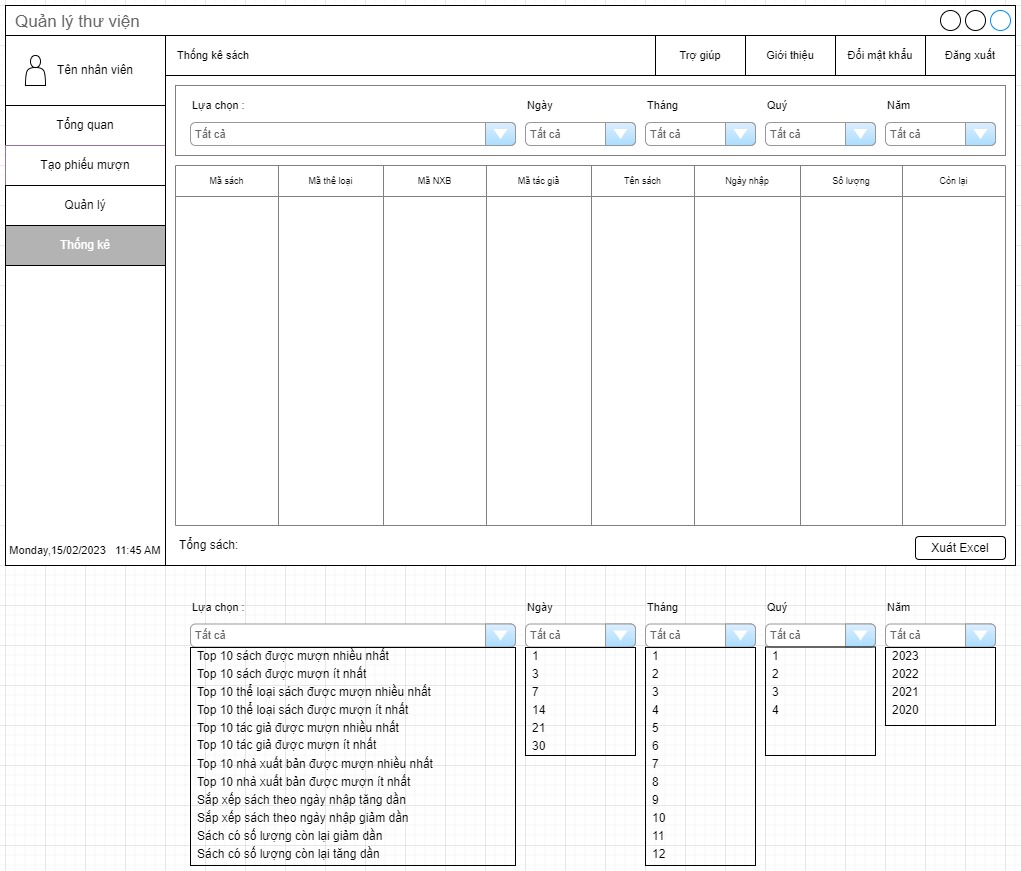 Quản lý thư viện
Tên nhân viên
Thống kê sách
Trợ giúp
Giới thiệu
Đổi mật khẩu
Đăng xuất
Tổng quan
Tạo phiếu mượn
Quản lý
Thống kê
Lựa chọn :
Ngày
Tháng
Quý
Năm
Tất cả
Tất cả
Tất cả
Tất cả
Tất cả
Mã sách
Mã thể loại
Mã NXB
Mã tác giả
Tên sách
Ngày nhập
Số lượng
Còn lại
Monday,15/02/2023 11:45 AM
Tổng sách:
Xuát Excel
Lựa chọn :
Ngày
Tháng
Quý
Năm
Tất cả
Tất cả
Tất cả
Tất cả
Tất cả
Top 10 sách được mượn nhiều nhất
Top 10 sách được mượn ít nhất
Top 10 thể loại sách được mượn nhiều nhất
Top 10 thể loại sách được mượn ít nhất
Top 10 tác giả được mượn nhiều nhất
Top 10 tác giả được mượn ít nhất
Top 10 nhà xuất bản được mượn nhiều nhất
Top 10 nhà xuất bản được mượn ít nhất
Sắp xếp sách theo ngày nhập tăng dần
Sắp xếp sách theo ngày nhập giảm dần
Sách có số lượng còn lại giảm dần
Sách có số lượng còn lại tăng dần
1
3
7
14
21
30
1
2
3
4
5
6
7
8
9
10
11
12
1
2
3
4
2023
2022
2021
2020